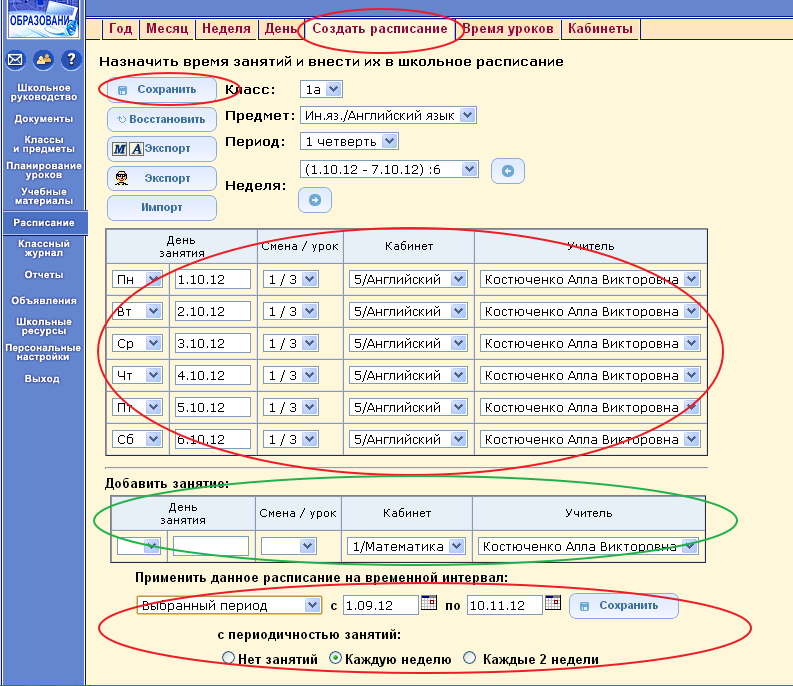 ОБРАЗОВАНИ
Год Месяц Неделя День Создать расписание Время уроков Кабинеты
?
Школьное
руководство
Документы
Классы
и предметы
Планирование
уроков
Учебные
материалы
Расписание
Классный
журнал
Отчеты
Объявления
Школьные
ресурсы
Персональные
настройки
Выход
Назначить время занятий и внести их в школьное расписание
Сохранить
Восстановить
М А Экспорт
Экспорт
Импорт
Класс: 1а
Предмет: Ин.яз./Английский язык
Период: 1 четверть
Неделя: (1.10.12 - 7.10.12) :6
День
занятия
Смена / урок Кабинет Учитель
Пн 1.10.12 1 / 3 5/Английский Костюченко Алла Викторовна
Вт 2.10.12 1 / 3 5/Английский Костюченко Алла Викторовна
Ср 3.10.12 1 / 3 5/Английский Костюченко Алла Викторовна
Чт 4.10.12 1 / 3 5/Английский Костюченко Алла Викторовна
Пт 5.10.12 1 / 3 5/Английский Костюченко Алла Викторовна
Сб 6.10.12 1 / 3 5/Английский Костюченко Алла Викторовна
Добавить занятие:
День
занятия
Смена / урок Кабинет Учитель
1/Математика Костюченко Алла Викторовна
Применить данное расписание на временной интервал:
Выбранный период с 1.09.12 по 10.11.12 Сохранить
с периодичностью занятий:
Нет занятий Каждую неделю Каждые 2 недели